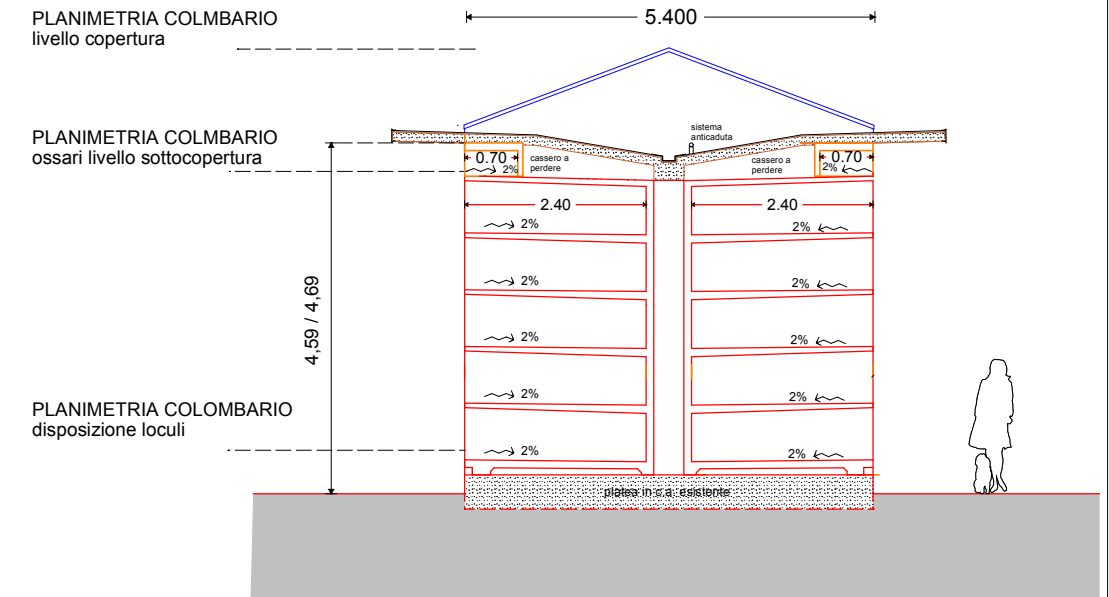 PLANIMETRIA COLMBARIO
livello copertura
5.400
PLANIMETRIA COLMBARIO
ossari livello sottocopertura
sistema
anticaduta
0.70
2%
cassero a
perdere
cassero a
perdere
0.70
2%
2.40
2.40
2%
2%
2%
2%
2%
2%
2%
2%
2%
2%
4,59 / 4,69
PLANIMETRIA COLOMBARIO
disposizione loculi
platea in c.a. esistente